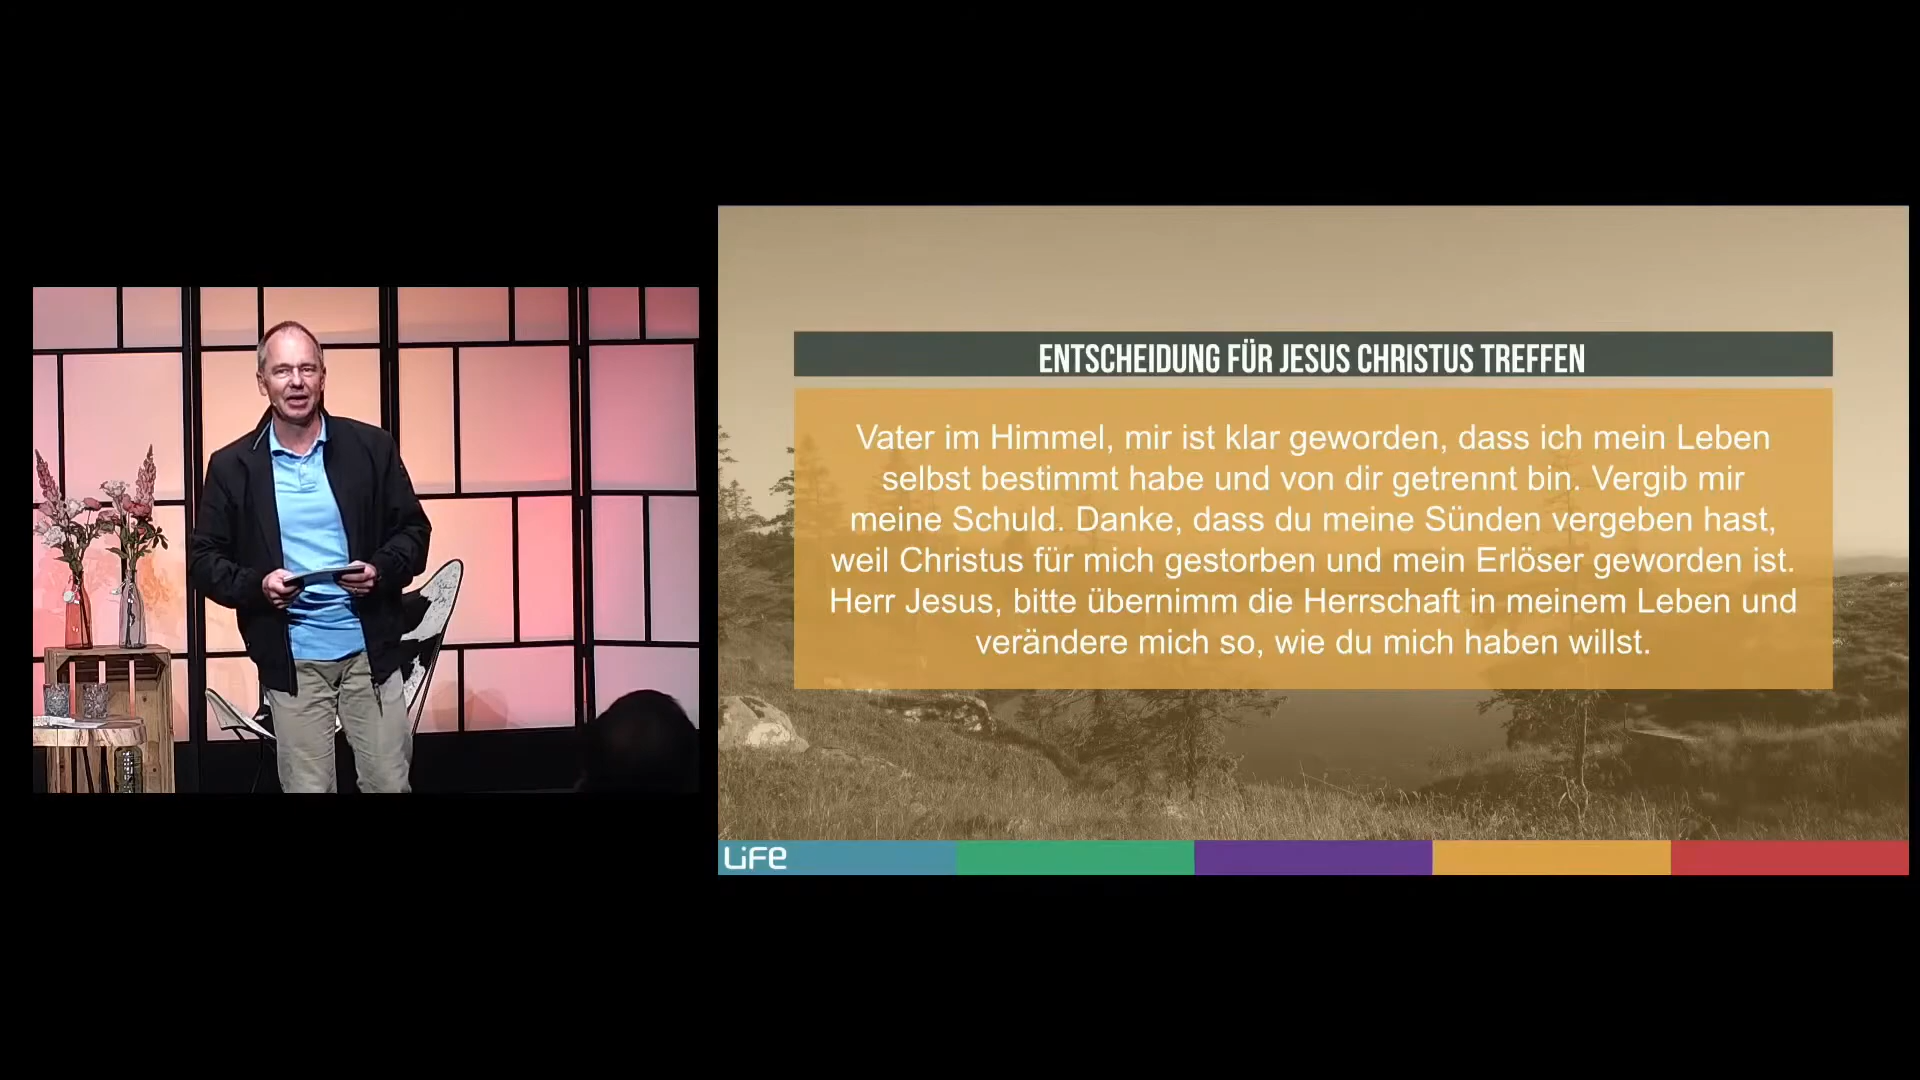 ENTSCHEIDUNG FÜR JESUS CHRISTUS TREFFEN
Vater im Himmel, mir ist klar geworden, dass ich mein Leben
selbst bestimmt habe und von dir getrennt bin. Vergib mir
meine Schuld. Danke, dass du meine Sünden vergeben hast,
weil Christus für mich gestorben und mein Erlöser geworden ist.
Herr Jesus, bitte übernimm die Herrschaft in meinem Leben und
verändere mich so, wie du mich haben willst.
LiFe